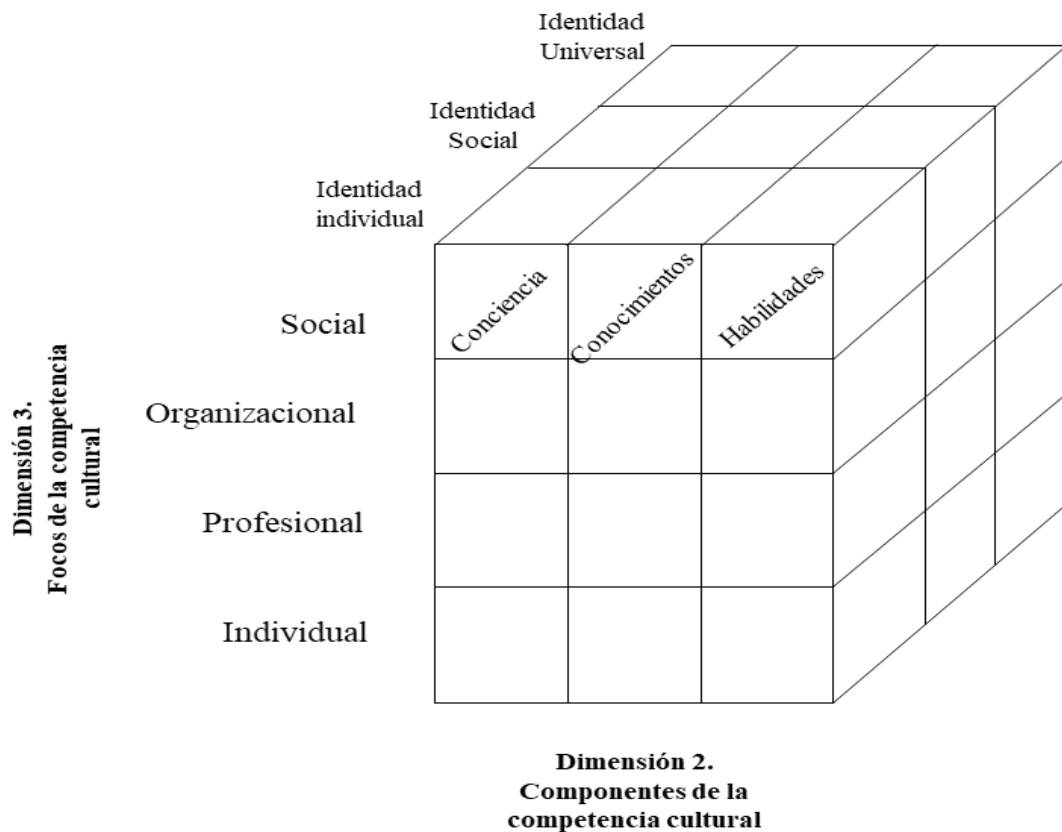 Identidad
Universal
Identidad
Social
Identidad
individual
Conciencia
Conocimientos
Habilidades
Social
Organizacional
Profesional
Individual
Dimensión 3.
Focos de la competencia
cultural
Dimensión 2.
Componentes de la
competencia cultural